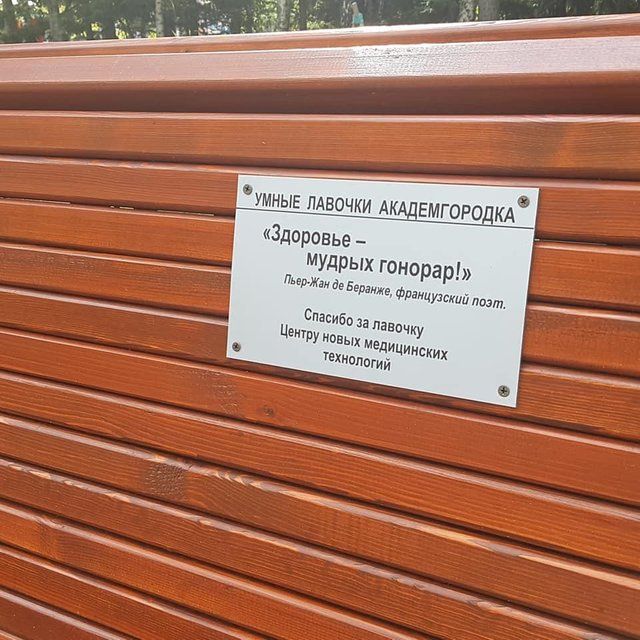 УМНЫЕ ЛАВОЧКИ АКАДЕМГОРОДКА
«Здоровье –
мудрых гонорар!»
Пьер-Жан де Беранже, французский поэт.
Спасибо за лавочку
Центру новых медицинских
технологий